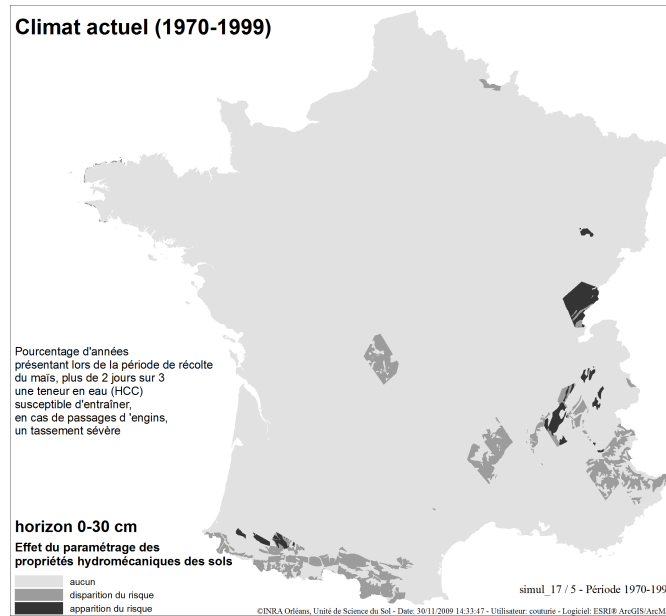 Climat actuel (1970-1999)
Pourcentage d'années
présentant lors de la période de récolte
du maïs, plus de 2 jours sur 3
une teneur en eau (HCC)
susceptible d'entraîner,
en cas de passages d 'engins,
un tassement sévère
horizon 0-30 cm
Effet du paramétrage des
propriétés hydromécaniques des sols
aucun
disparition du risque
apparition du risque
simul_17 / 5 - Période 1970-199
©INRA Orléans, Unité de Science du Sol - Date: 30/11/2009 14:33:47 - Utilisateur: couturie - Logiciel: ESRI® ArcGIS/ArcM